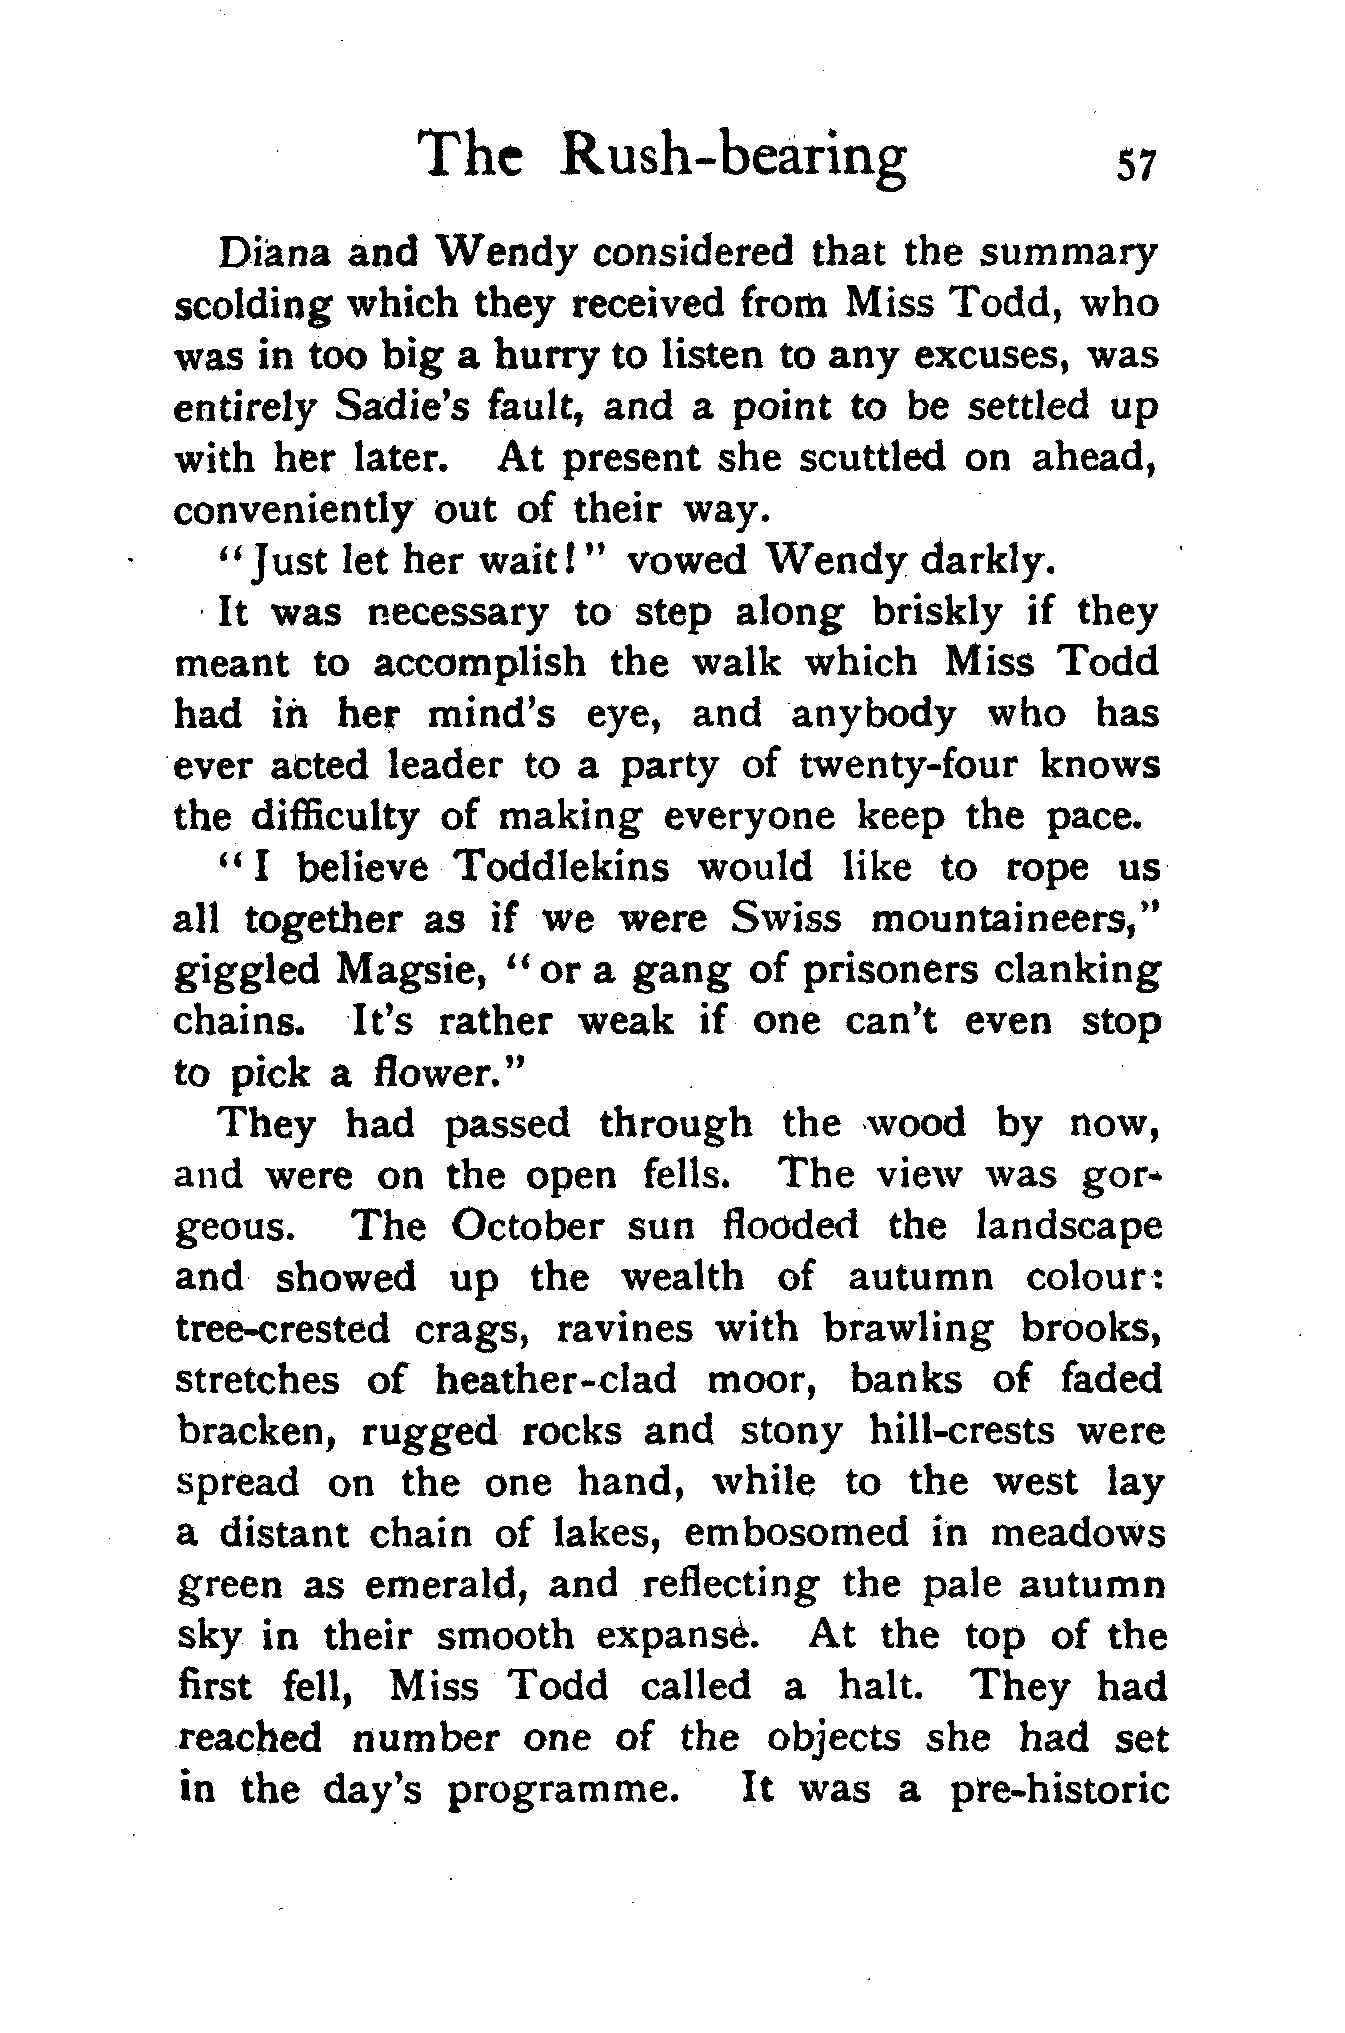 The Rush-bearing 57
Diana and Wendy considered that the summary
scolding which they received from Miss Todd, who
was in too big a hurry to listen to any excuses, was
entirely Sadie's fault, and a point to be settled up
with her later. At present she scuttled on ahead,
conveniently out of their way.
"Just let her wait!" vowed Wendy darkly.
It was necessary to step along briskly if they
meant to accomplish the walk which Miss Todd
had in her mind's eye, and anybody who has
ever acted leader to a party of twenty-four knows
the difficulty of making everyone keep the pace.
"I believe Toddlekins would like to rope us
all together as if we were Swiss mountaineers,"
giggled Magsie, "or a gang of prisoners clanking
chains. It's rather weak if one can't even stop
to pick a flower."
They had passed through the wood by now,
and were on the open fells. The view was gor-
geous. The October sun flooded the landscape
and showed up the wealth of autumn colour:
tree-crested crags, ravines with brawling brooks,
stretches of heather-clad moor, banks of faded
bracken, rugged rocks and stony hill-crests were
spread on the one hand, while to the west lay
a distant chain of lakes, embosomed in meadows
green as emerald, and reflecting the pale autumn
sky in their smooth expanse. At the top of the
first fell, Miss Todd called a halt. They had
reached number one of the objects she had set
in the day's programme. It was a pre-historic